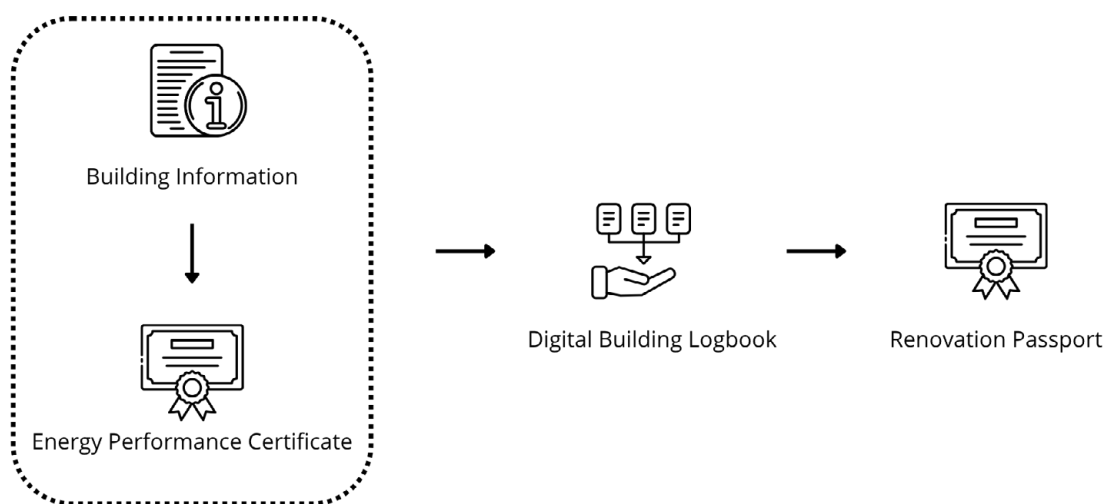 Building Information
Energy Performance Certificate
Digital Building Logbook
Renovation Passport